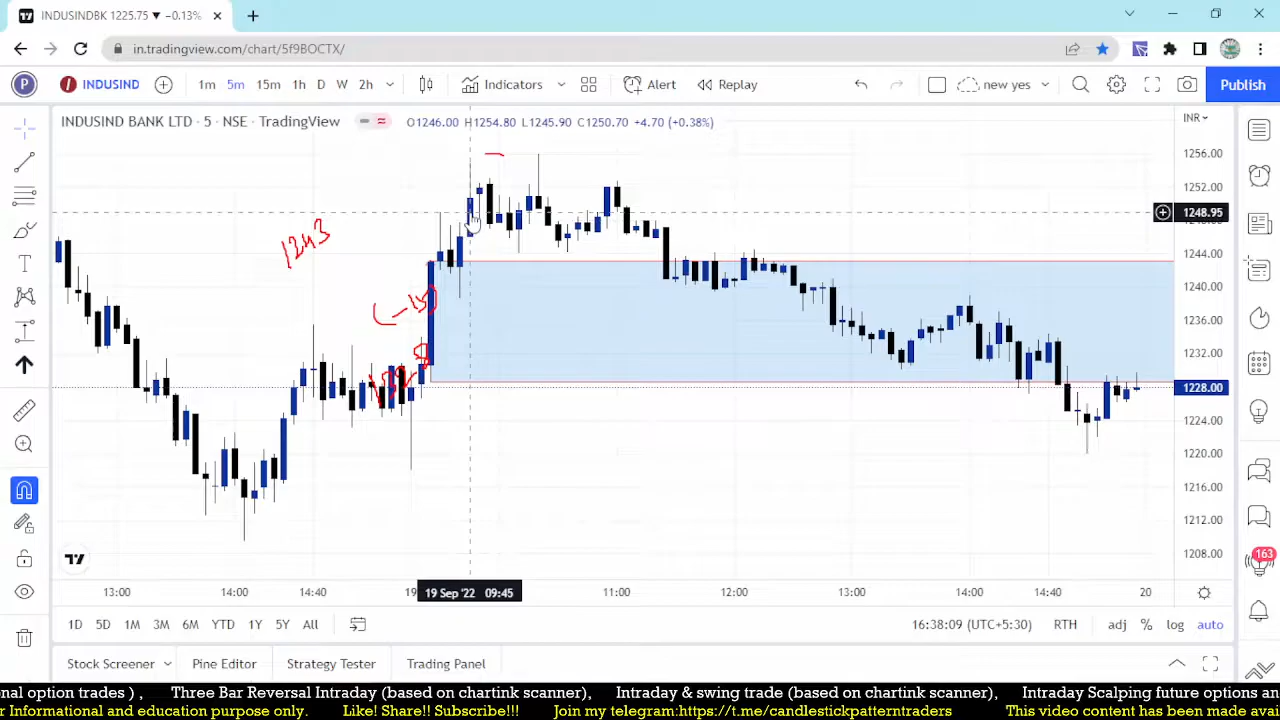 INDUSINDBK 1225.75 ▼ −0.13%
in.tradingview.com/chart/5f9BOCTX/
P INDUSIND 1m 5m 15m 1h D W 2h Indicators Alert Replay new yes Publish
INDUSIND BANK LTD · 5 · NSE · TradingView O1246.00 H1254.80 L1245.90 C1250.70 +4.70 (+0.38%) INR
1256.00
1252.00
1248.95
1244.00
1240.00
1236.00
1232.00
1228.00
1224.00
1220.00
1216.00
1212.00
1208.00
1243
163
13:00 14:00 14:40 19 19 Sep '22 09:45 11:00 12:00 13:00 14:00 14:40 20
1D 5D 1M 3M 6M YTD 1Y 5Y All 16:38:09 (UTC+5:30) RTH adj % log auto
Stock Screener Pine Editor Strategy Tester Trading Panel
option trades ) , Three Bar Reversal Intraday (based on chartink scanner), Intraday & swing trade (based on chartink scanner), Intraday Scalping future options an
Informational and education purpose only. Like! Share!! Subscribe!!! Join my telegram:https://t.me/candlestickpatterntraders This video content has been made avai